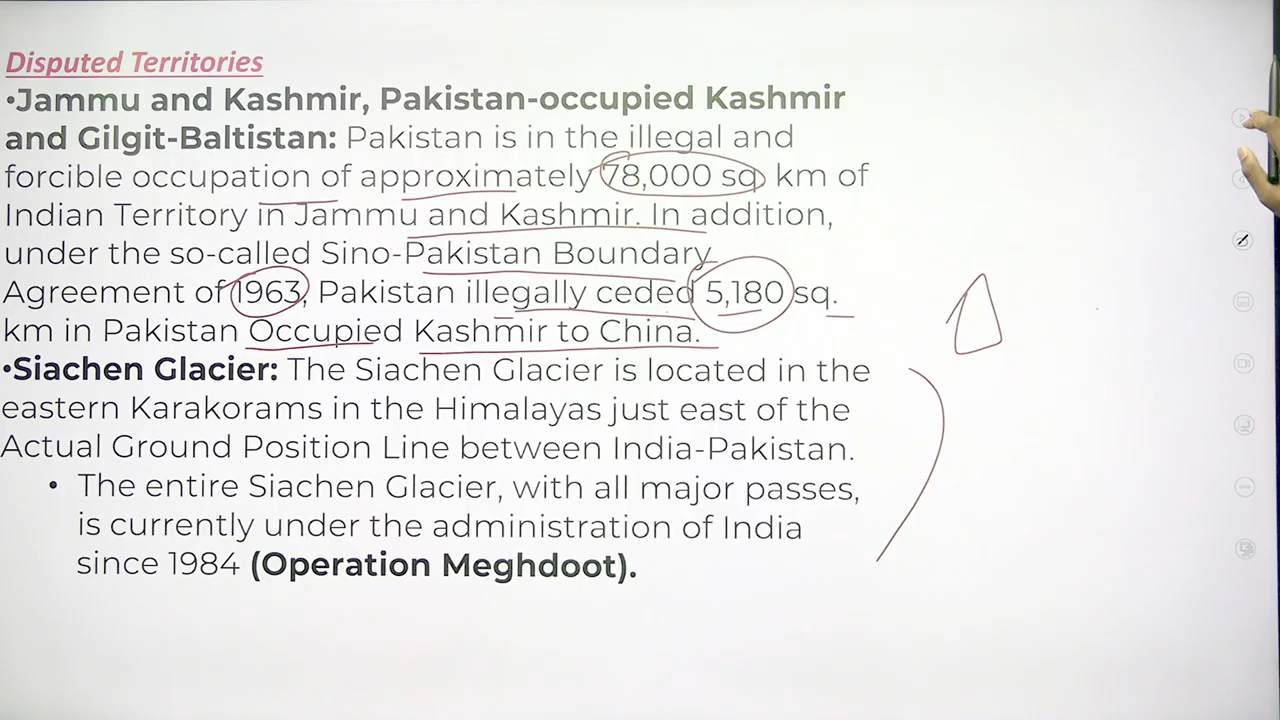 Disputed Territories
•Jammu and Kashmir, Pakistan-occupied Kashmir
and Gilgit-Baltistan: Pakistan is in the illegal and
forcible occupation of approximately 78,000 sq km of
Indian Territory in Jammu and Kashmir. In addition,
under the so-called Sino-Pakistan Boundary
Agreement of 1963, Pakistan illegally ceded 5,180 sq.
km in Pakistan Occupied Kashmir to China.
•Siachen Glacier: The Siachen Glacier is located in the
eastern Karakorams in the Himalayas just east of the
Actual Ground Position Line between India-Pakistan.
• The entire Siachen Glacier, with all major passes,
is currently under the administration of India
since 1984 (Operation Meghdoot).